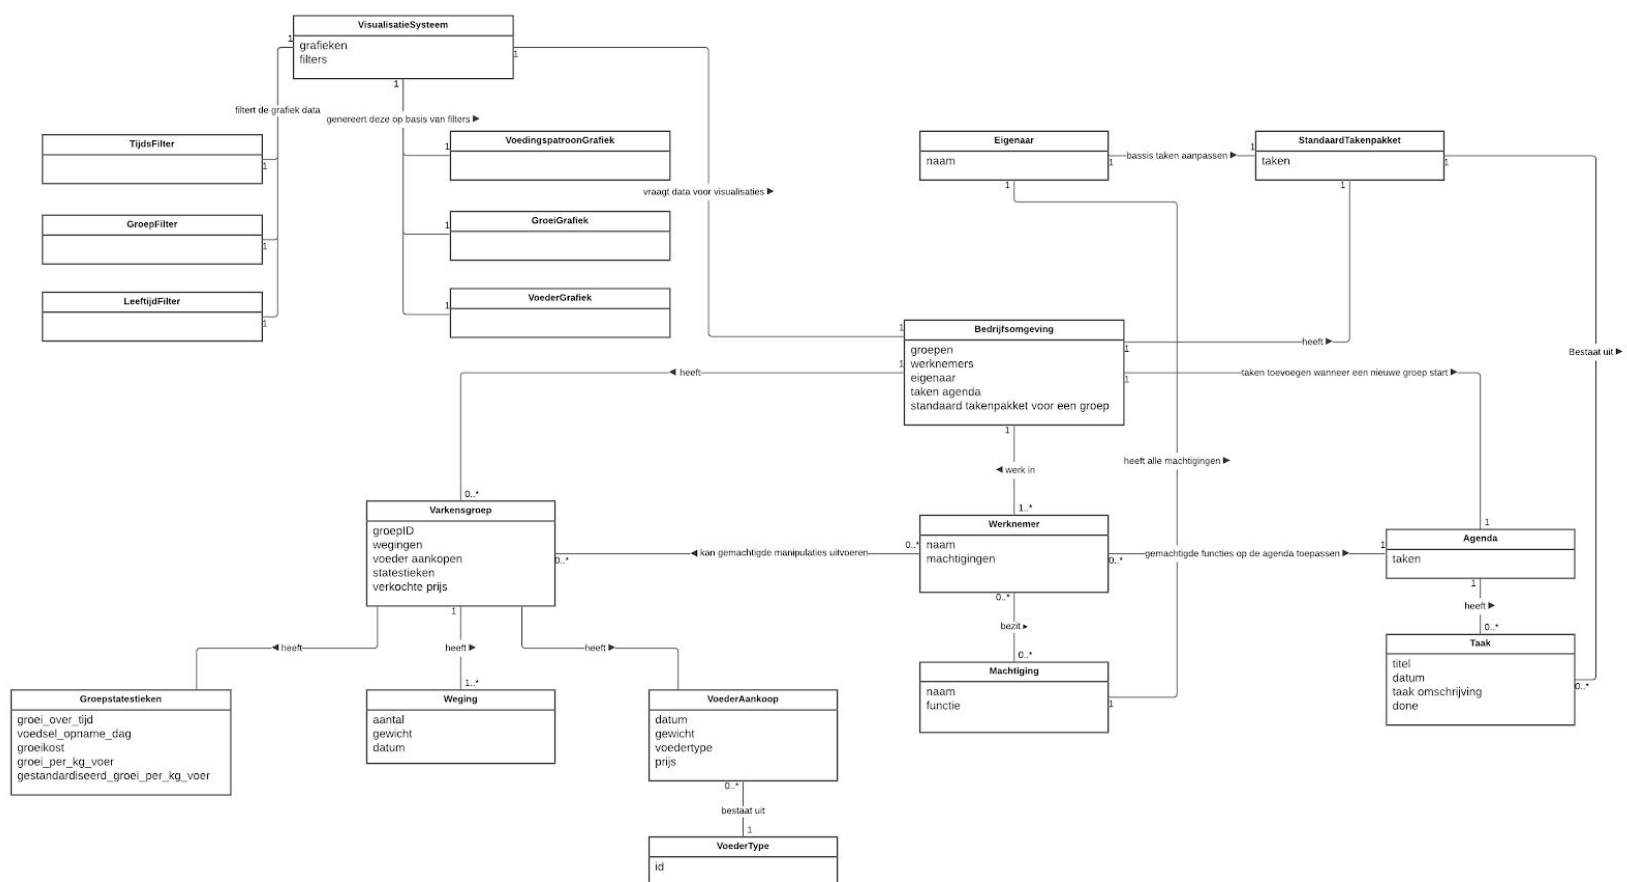 VisualisatieSysteem
grafieken
filters
1
1
1
filtert de grafiek data
genereert deze op basis van filters
TijdsFilter
1
GroepFilter
1
LeeftijdFilter
1
VoedingspatroonGrafiek
1
GroeiGrafiek
1
VoederGrafiek
1
vraagt data voor visualisaties
Eigenaar
naam
1
1
bassis taken aanpassen
1
StandaardTakenpakket
taken
1
1
Bestaat uit
Bedrijfsomgeving
groepen
werknemers
eigenaar
taken agenda
standaard takenpakket voor een groep
1
1
1
1
1
heeft
heeft
taken toevoegen wanneer een nieuwe groep start
heeft alle machtigingen
werk in
0..*
1..*
1
Varkensgroep
groepID
wegingen
voeder aankopen
statestieken
verkochte prijs
0..*
1
kan gemachtigde manipulaties uitvoeren
0..*
Werknemer
naam
machtigingen
0..*
0..*
gemachtigde functies op de agenda toepassen
1
Agenda
taken
1
heeft
0..*
bezit
0..*
Machtiging
naam
functie
1
Taak
titel
datum
taak omschrijving
done
0..*
heeft
heeft
heeft
1..*
Groepstatestieken
groei_over_tijd
voedsel_opname_dag
groeikost
groei_per_kg_voer
gestandardiseerd_groei_per_kg_voer
Weging
aantal
gewicht
datum
VoederAankoop
datum
gewicht
voedertype
prijs
0..*
bestaat uit
1
VoederType
id